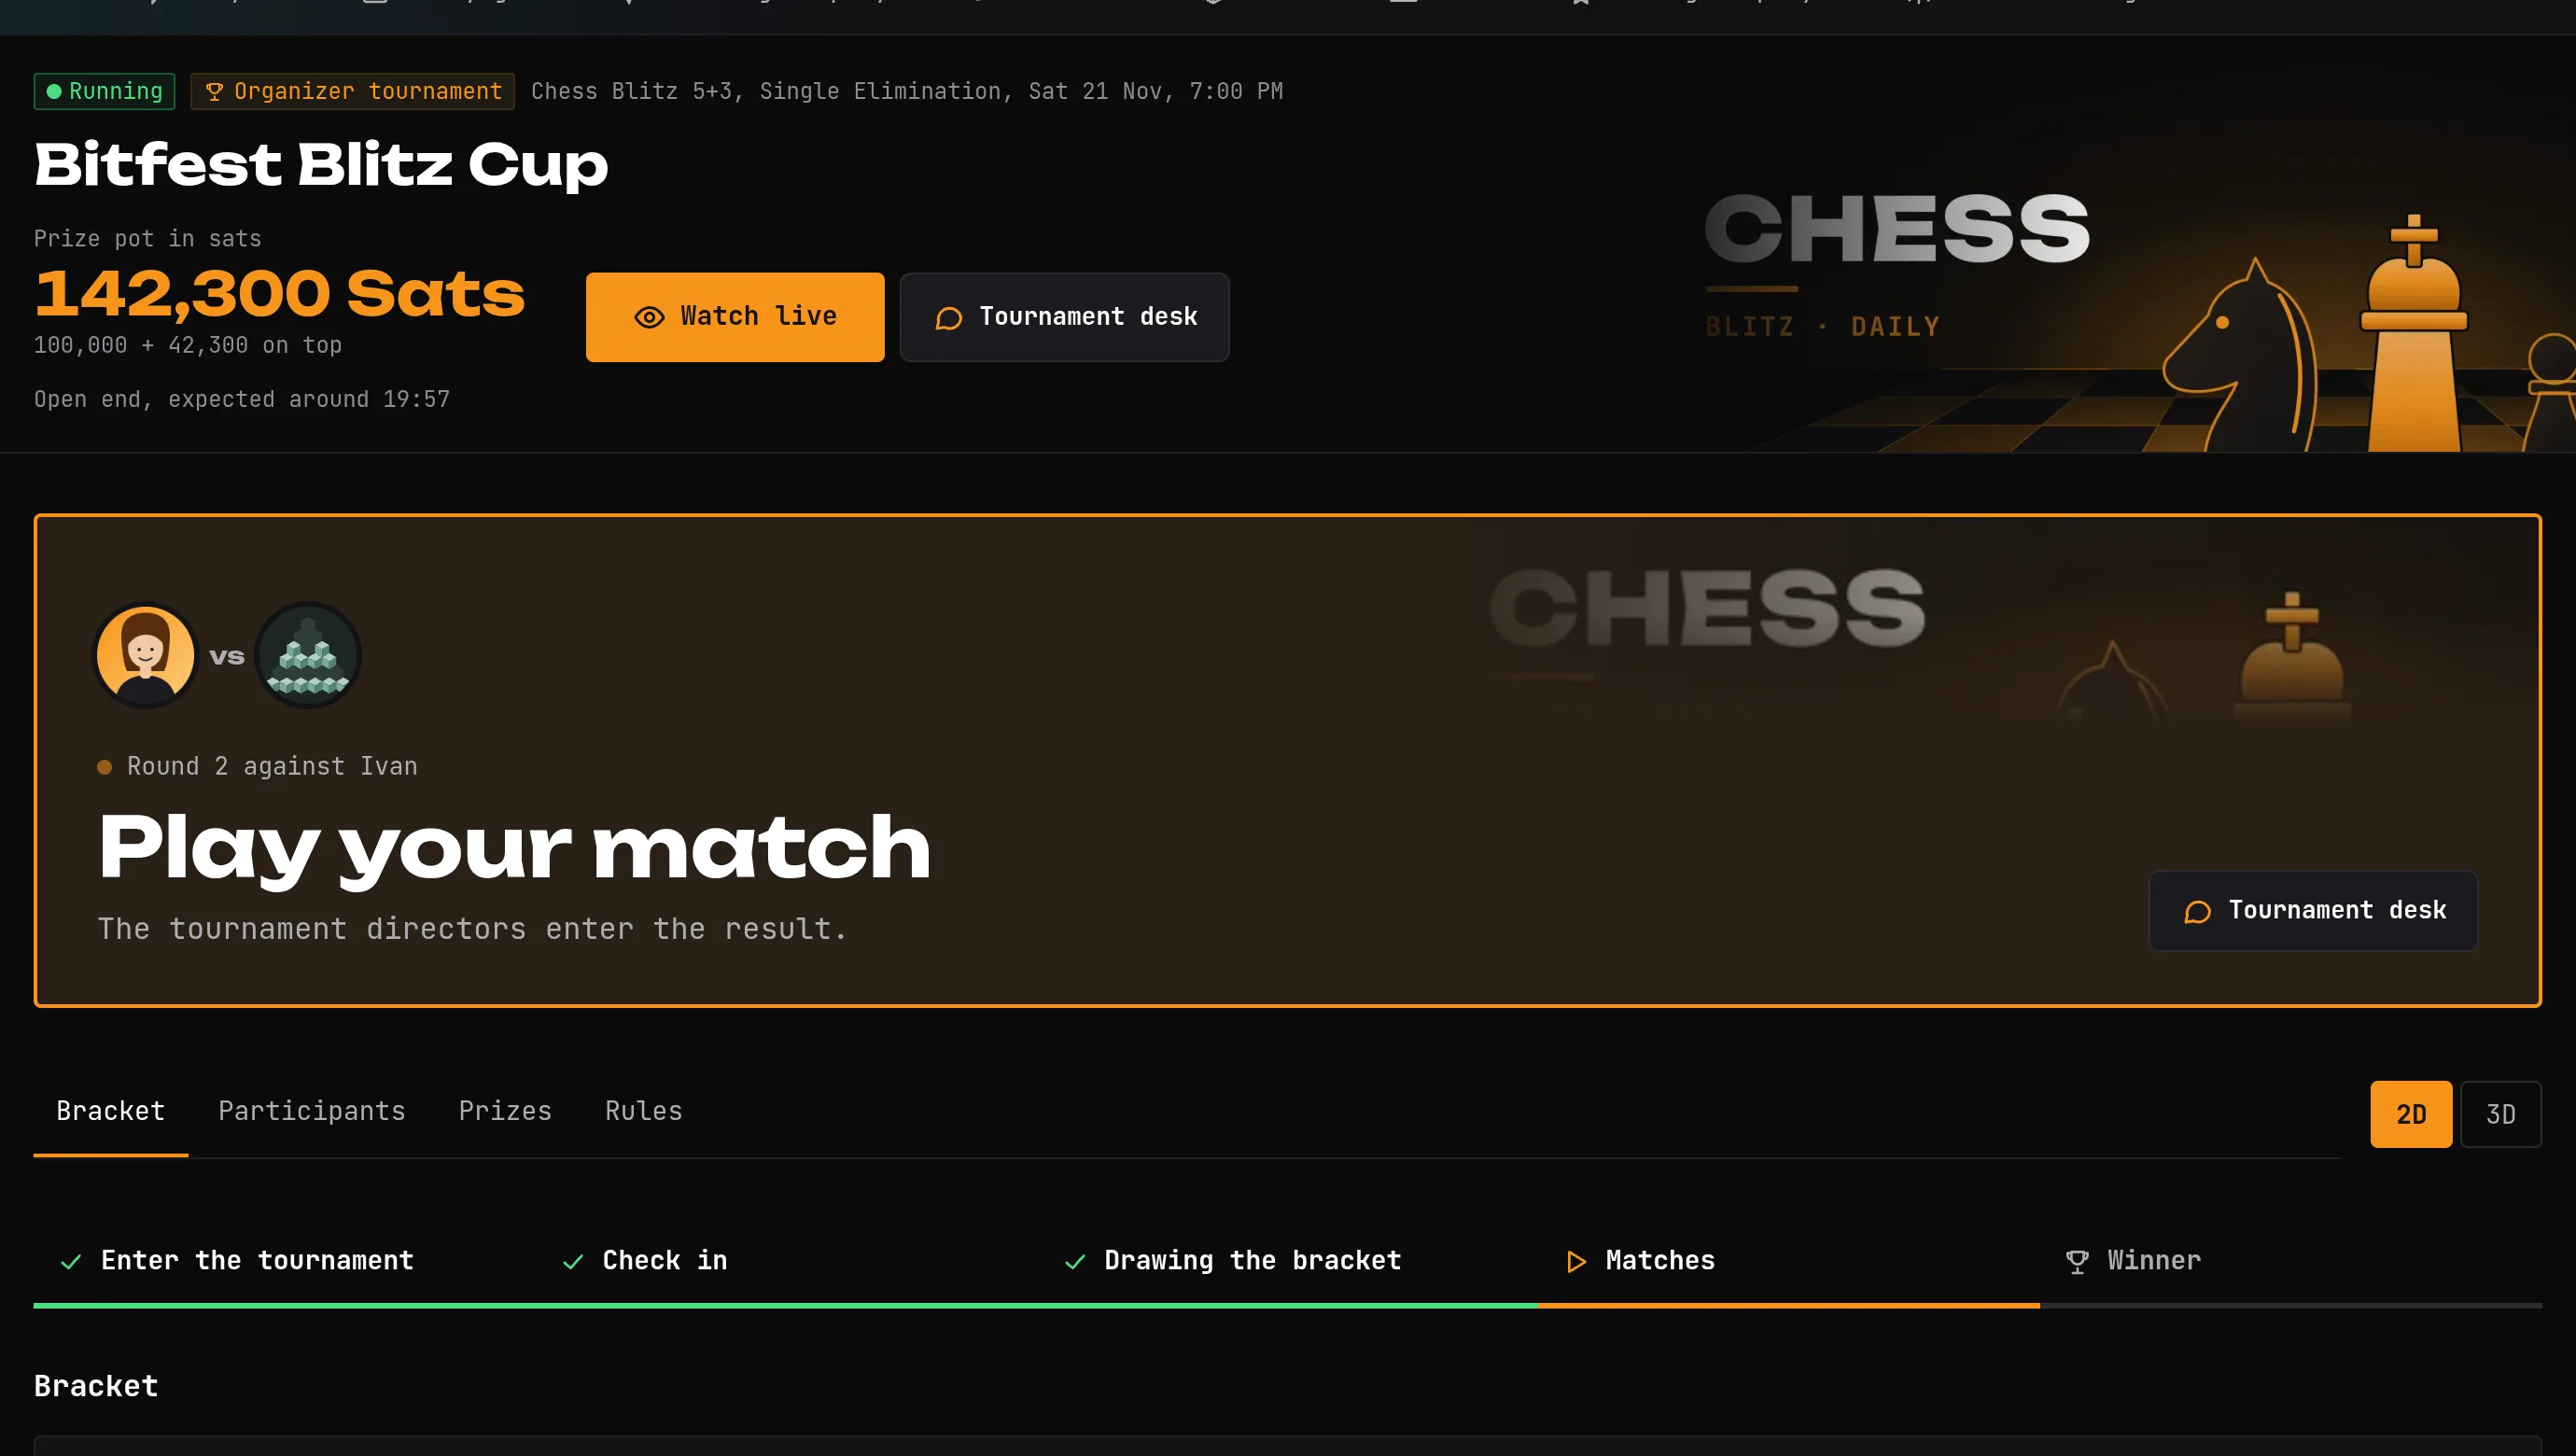 Running
Organizer tournament
Chess Blitz 5+3, Single Elimination, Sat 21 Nov, 7:00 PM
Bitfest Blitz Cup
Prize pot in sats
142,300 Sats
100,000 + 42,300 on top
Open end, expected around 19:57
Watch live
Tournament desk
CHESS
BLITZ · DAILY
CHESS
vs
Round 2 against Ivan
Play your match
The tournament directors enter the result.
Tournament desk
Bracket
Participants
Prizes
Rules
2D
3D
Enter the tournament
Check in
Drawing the bracket
Matches
Winner
Bracket